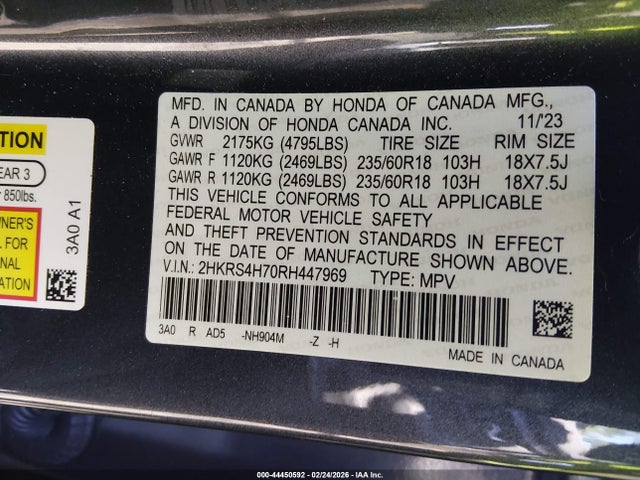 TION
EAR 3
r 850lbs.
NER'S
L FOR
NAL
N.
3A0 A1
MFD. IN CANADA BY HONDA OF CANADA MFG.,
A DIVISION OF HONDA CANADA INC. 11/'23
GVWR 2175KG (4795LBS) TIRE SIZE RIM SIZE
GAWR F 1120KG (2469LBS) 235/60R18 103H 18X7.5J
GAWR R 1120KG (2469LBS) 235/60R18 103H 18X7.5J
THIS VEHICLE CONFORMS TO ALL APPLICABLE
FEDERAL MOTOR VEHICLE SAFETY
AND THEFT PREVENTION STANDARDS IN EFFECT
ON THE DATE OF MANUFACTURE SHOWN ABOVE.
V.I.N.: 2HKRS4H70RH447969 TYPE: MPV
3A0 R AD5 -NH904M -Z -H
MADE IN CANADA
000-44450592 - 02/24/2026 - IAA Inc.